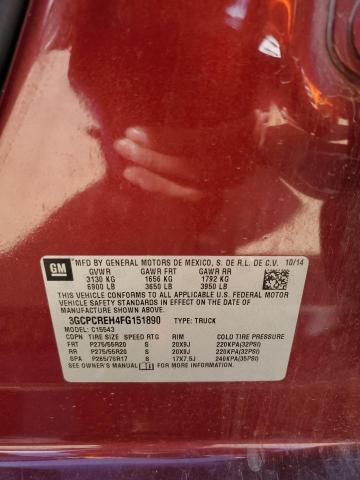 GM
MFD BY GENERAL MOTORS DE MEXICO, S. DE R.L. DE C.V. 10/14
GVWR GAWR FRT GAWR RR
3130 KG 1656 KG 1792 KG
6900 LB 3650 LB 3950 LB
THIS VEHICLE CONFORMS TO ALL APPLICABLE U.S. FEDERAL MOTOR
VEHICLE SAFETY STANDARDS IN EFFECT ON THE DATE OF
MANUFACTURE SHOWN ABOVE.
3GCPCREH4FG151890 TYPE: TRUCK
MODEL: C15543
CDN TIRE SIZE SPEED RTG RIM COLD TIRE PRESSURE
FRT P275/55R20 S 20X9J 220KPA(32PSI)
RR P275/55R20 S 20X9J 220KPA(32PSI)
SPA P265/70R17 S 17X7.5J 240KPA(35PSI)
SEE OWNER'S MANUAL FOR ADDITIONAL INFORMATION.